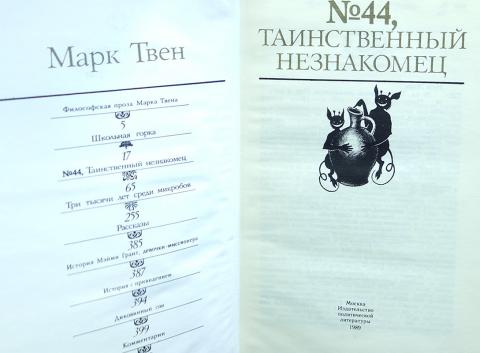 Марк Твен
Философская проза Марка Твена
5
Школьная горка
17
№44, Таинственный незнакомец
65
Три тысячи лет среди микробов
255
Рассказы
385
История Мэйми Грант, девочки-миссионера
387
История с привидением
394
Диковинный сон
399
Комментарии
№44,
ТАИНСТВЕННЫЙ
НЕЗНАКОМЕЦ
Москва
Издательство
политической
литературы
1989